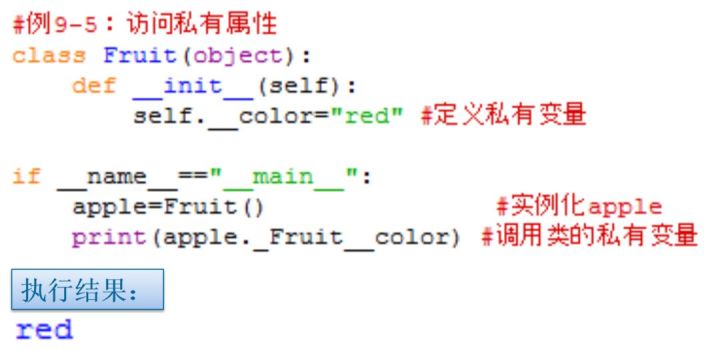 #例9-5：访问私有属性
class Fruit(object):
    def __init__(self):
        self.__color="red" #定义私有变量
if __name__=="__main__":
    apple=Fruit()               #实例化apple
    print(apple._Fruit__color) #调用类的私有变量
执行结果：
red